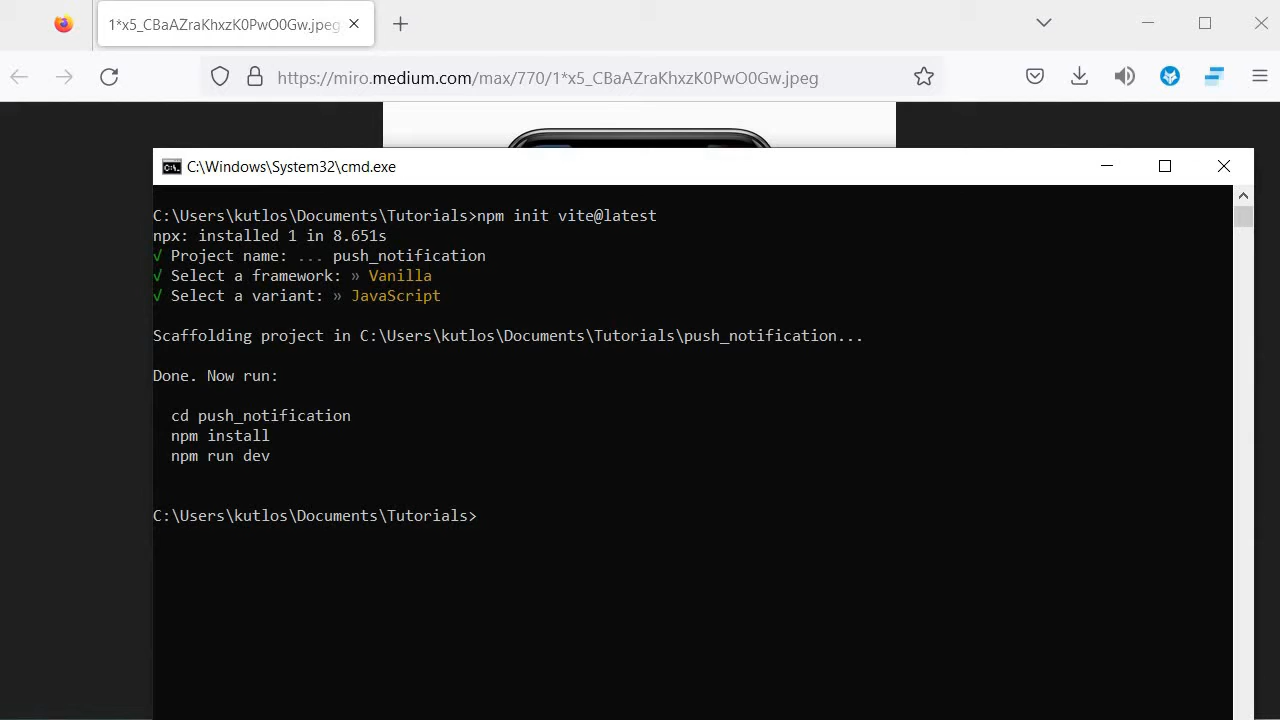 1*x5_CBaAZraKhxzK0PwO0Gw.jpeg
https://miro.medium.com/max/770/1*x5_CBaAZraKhxzK0PwO0Gw.jpeg
C:\Windows\System32\cmd.exe
C:\Users\kutlos\Documents\Tutorials>npm init vite@latest
npx: installed 1 in 8.651s
√ Project name: ... push_notification
√ Select a framework: » Vanilla
√ Select a variant: » JavaScript
Scaffolding project in C:\Users\kutlos\Documents\Tutorials\push_notification...
Done. Now run:
cd push_notification
npm install
npm run dev
C:\Users\kutlos\Documents\Tutorials>